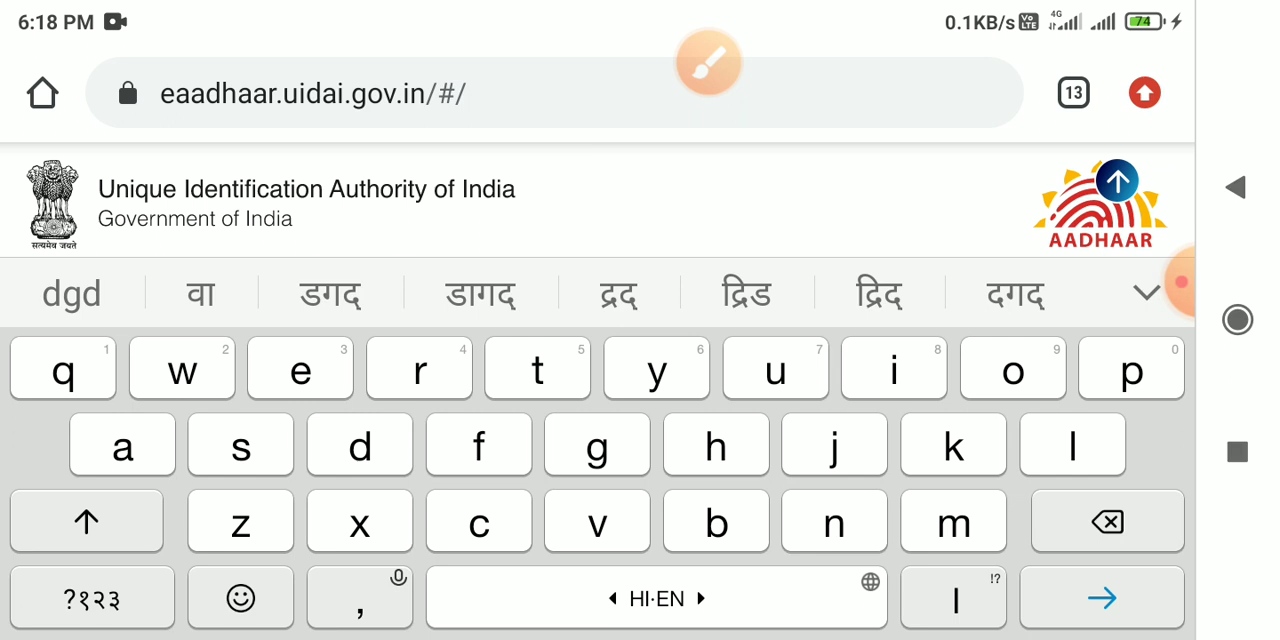 6:18 PM 0.1KB/s Vo LTE 4G 74
eaadhaar.uidai.gov.in/#/ 13
Unique Identification Authority of India
Government of India
सत्यमेव जयते
AADHAAR
dgd वा डगद् डागद् द्रद् द्रिड द्रिद् दगद्
q 1 w 2 e 3 r 4 t 5 y 6 u 7 i 8 o 9 p 0
a s d f g h j k l
z x c v b n m
?१२३ , HI·EN । !?